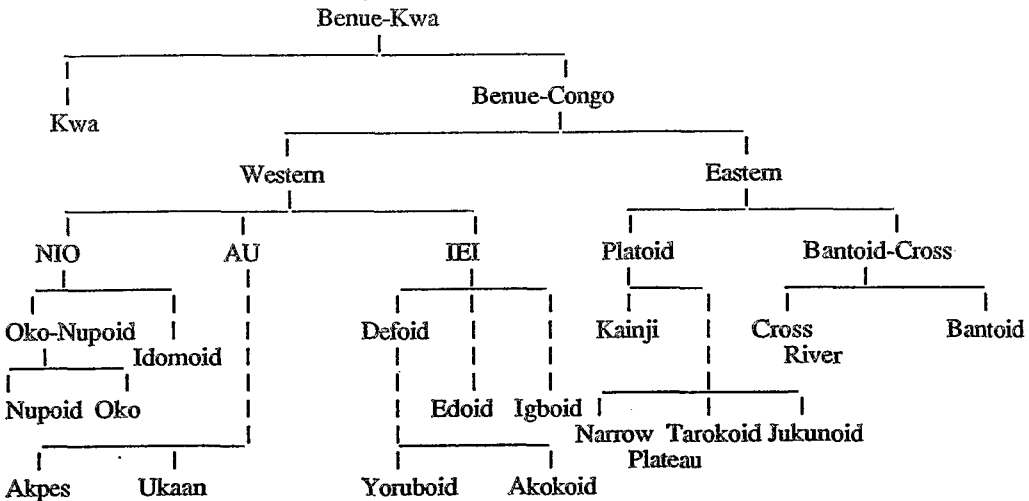 Benue-Kwa
Kwa
Benue-Congo
Western
Eastern
NIO
AU
IEI
Platoid
Bantoid-Cross
Oko-Nupoid
Idomoid
Defoid
Kainji
Cross
River
Bantoid
Nupoid Oko
Edoid
Igboid
Narrow
Plateau
Tarokoid
Jukunoid
Akpes
Ukaan
Yoruboid
Akokoid